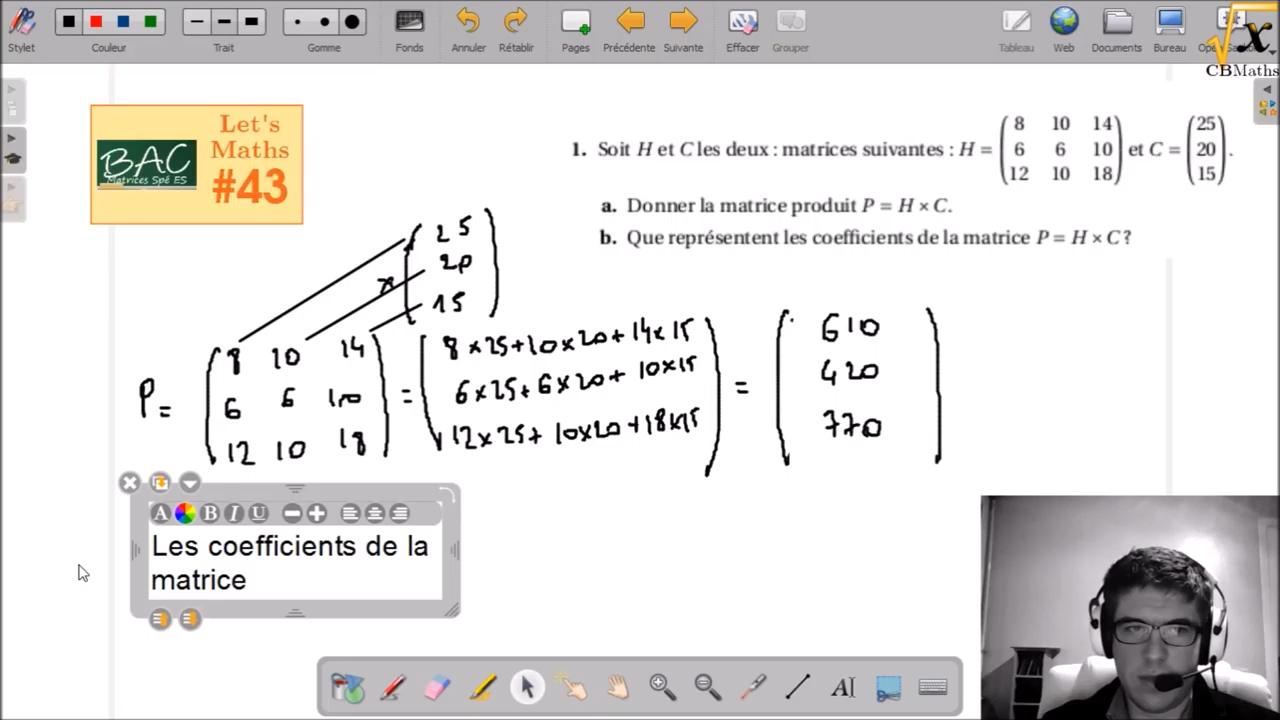 Stylet
Couleur
Trait
Gomme
Fonds
Annuler
Rétablir
Pages
Précédente
Suivante
Effacer
Grouper
Tableau
Web
Documents
Bureau
√x
CBMaths
Let's
Maths
#43
BAC
Matrices Spé ES
1. Soit H et C les deux : matrices suivantes : H = ( 8 10 14 ; 6 6 10 ; 12 10 18 ) et C = ( 25 ; 20 ; 15 ).
a. Donner la matrice produit P = H × C.
b. Que représentent les coefficients de la matrice P = H × C ?
25
× 20
15
8 10 14
6 6 10
12 10 18
P =
=
8 × 25 + 10 × 20 + 14 × 15
6 × 25 + 6 × 20 + 10 × 15
12 × 25 + 10 × 20 + 18 × 15
=
610
420
770
A B I U
Les coefficients de la
matrice
AI